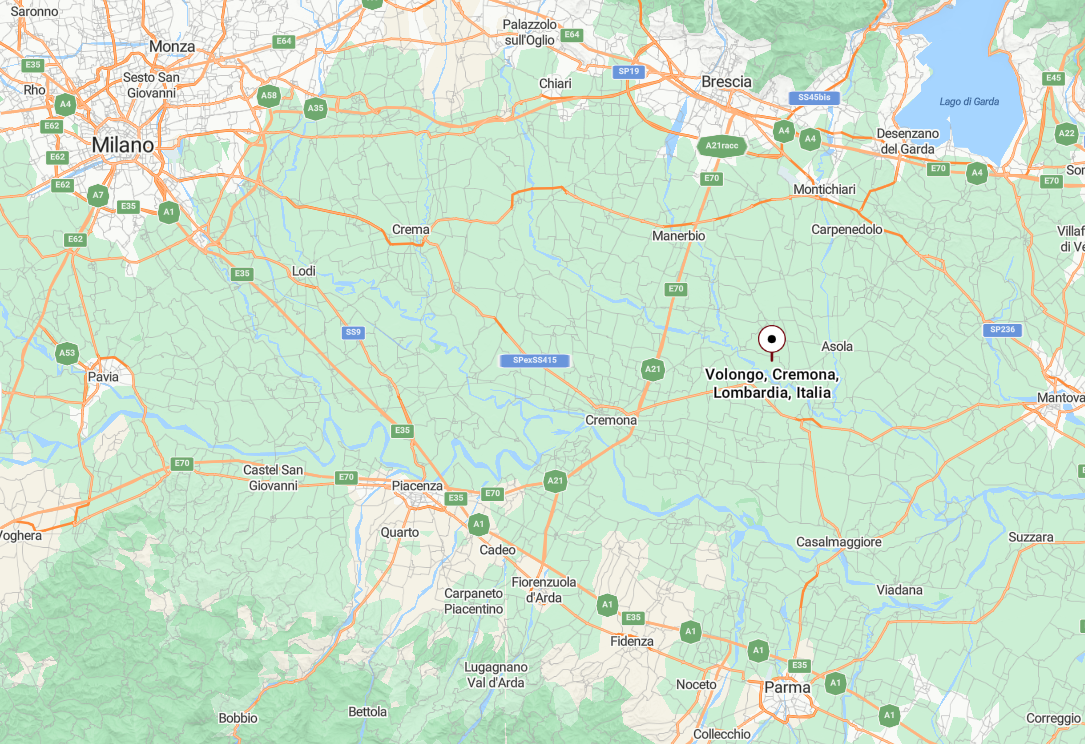 Saronno
Palazzolo
sull'Oglio
E64
Monza
E64
E35
SP19
E45
Sesto San
Giovanni
Chiari
Brescia
Rho
A58
SS45bis
A4
A35
Lago di Garda
E62
A4
A4
Desenzano
del Garda
A22
Milano
A21racc
E62
E70
A4
Son
E62
E70
E70
A7
Montichiari
E35
A1
Crema
Manerbio
Carpenedolo
Villaf
di Ve
E62
Lodi
E35
E70
SS9
SP236
A53
SPexSS415
Asola
A21
Pavia
Volongo, Cremona,
Lombardia, Italia
Mantova
Cremona
E35
E70
Castel San
Giovanni
E70
A21
Piacenza
E35
E70
Voghera
A1
Quarto
Casalmaggiore
Suzzara
Cadeo
Fiorenzuola
d'Arda
Viadana
Carpaneto
Piacentino
A1
E35
A1
Fidenza
A1
E35
Lugagnano
Val d'Arda
Noceto
Parma
A1
Bettola
Bobbio
A1
Correggio
Collecchio